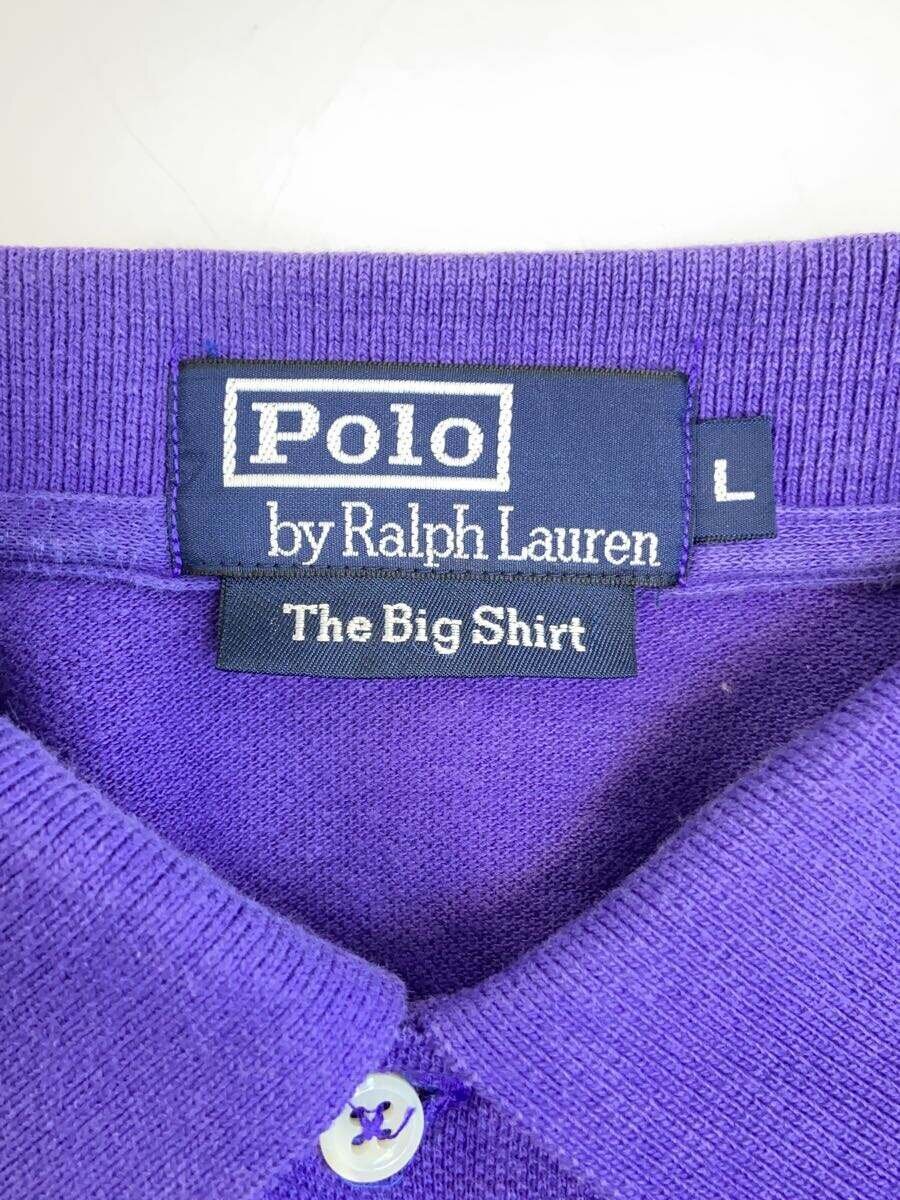 Polo
by Ralph Lauren
L
The Big Shirt